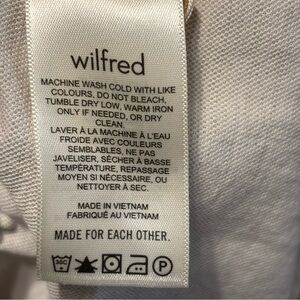 wilfred
MACHINE WASH COLD WITH LIKE
COLOURS, DO NOT BLEACH,
TUMBLE DRY LOW, WARM IRON
ONLY IF NEEDED, OR DRY
CLEAN.
LAVER À LA MACHINE À L'EAU
FROIDE AVEC COULEURS
SEMBLABLES, NE PAS
JAVELISER, SÉCHER À BASSE
TEMPÉRATURE, REPASSAGE
MOYEN SI NÉCESSAIRE, OU
NETTOYER À SEC.
MADE IN VIETNAM
FABRIQUÉ AU VIETNAM
MADE FOR EACH OTHER.
30C P